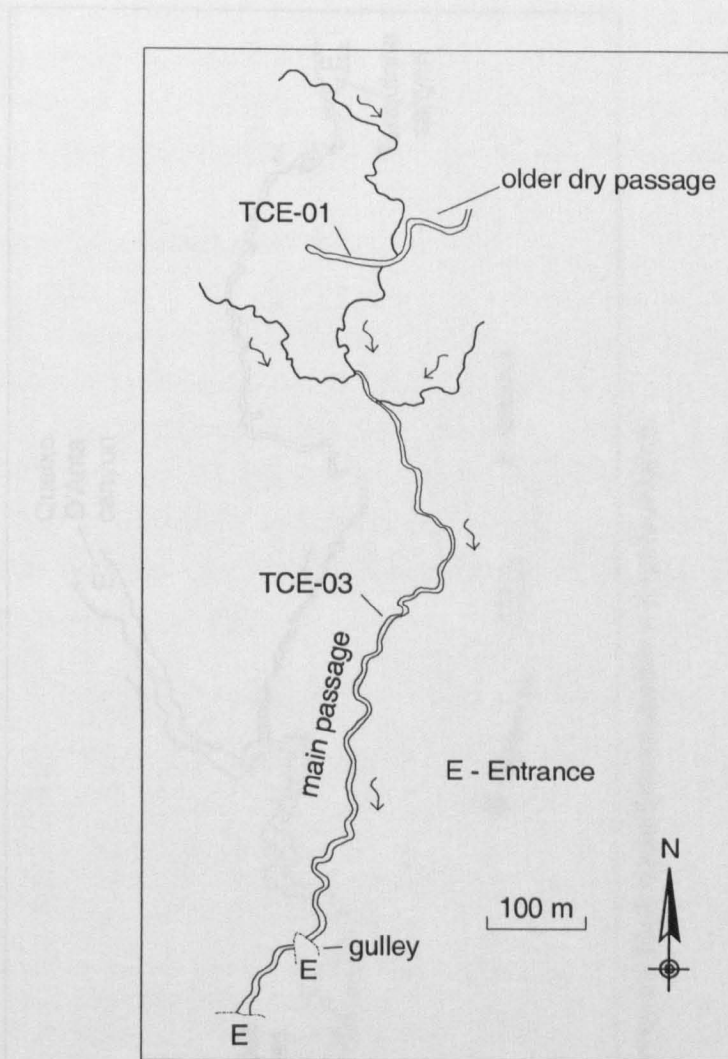 older dry passage
TCE-01
TCE-03
main passage
E - Entrance
N
100 m
gulley
E
E